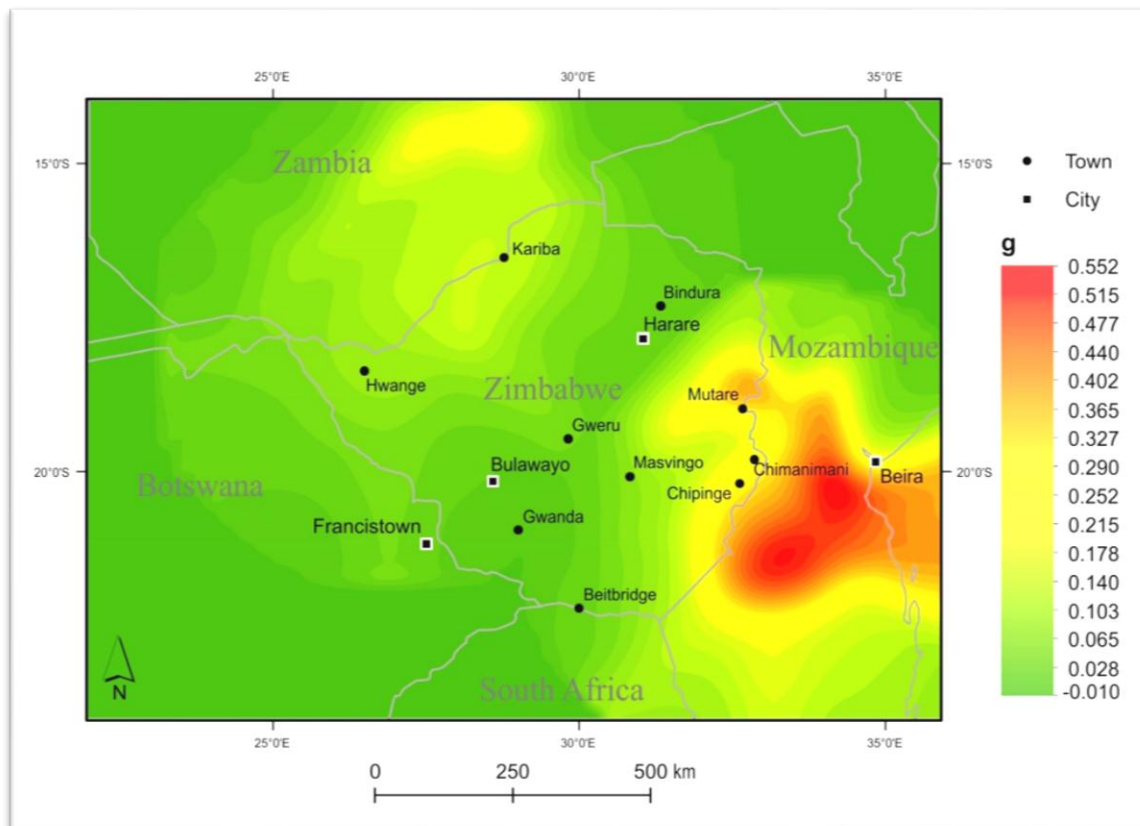 25°0'E 30°0'E 35°0'E
15°0'S
Zambia
15°0'S
Town
City
Kariba
g
0.552
0.515
0.477
0.440
0.402
0.365
0.327
0.290
0.252
0.215
0.178
0.140
0.103
0.065
0.028
-0.010
Bindura
Harare
Mozambique
Hwange
Zimbabwe
Mutare
Gweru
20°0'S
Bulawayo
Masvingo
Chimanimani
20°0'S
Beira
Botswana
Chipinge
Gwanda
Francistown
Beitbridge
South Africa
N
25°0'E 30°0'E 35°0'E
0 250 500 km